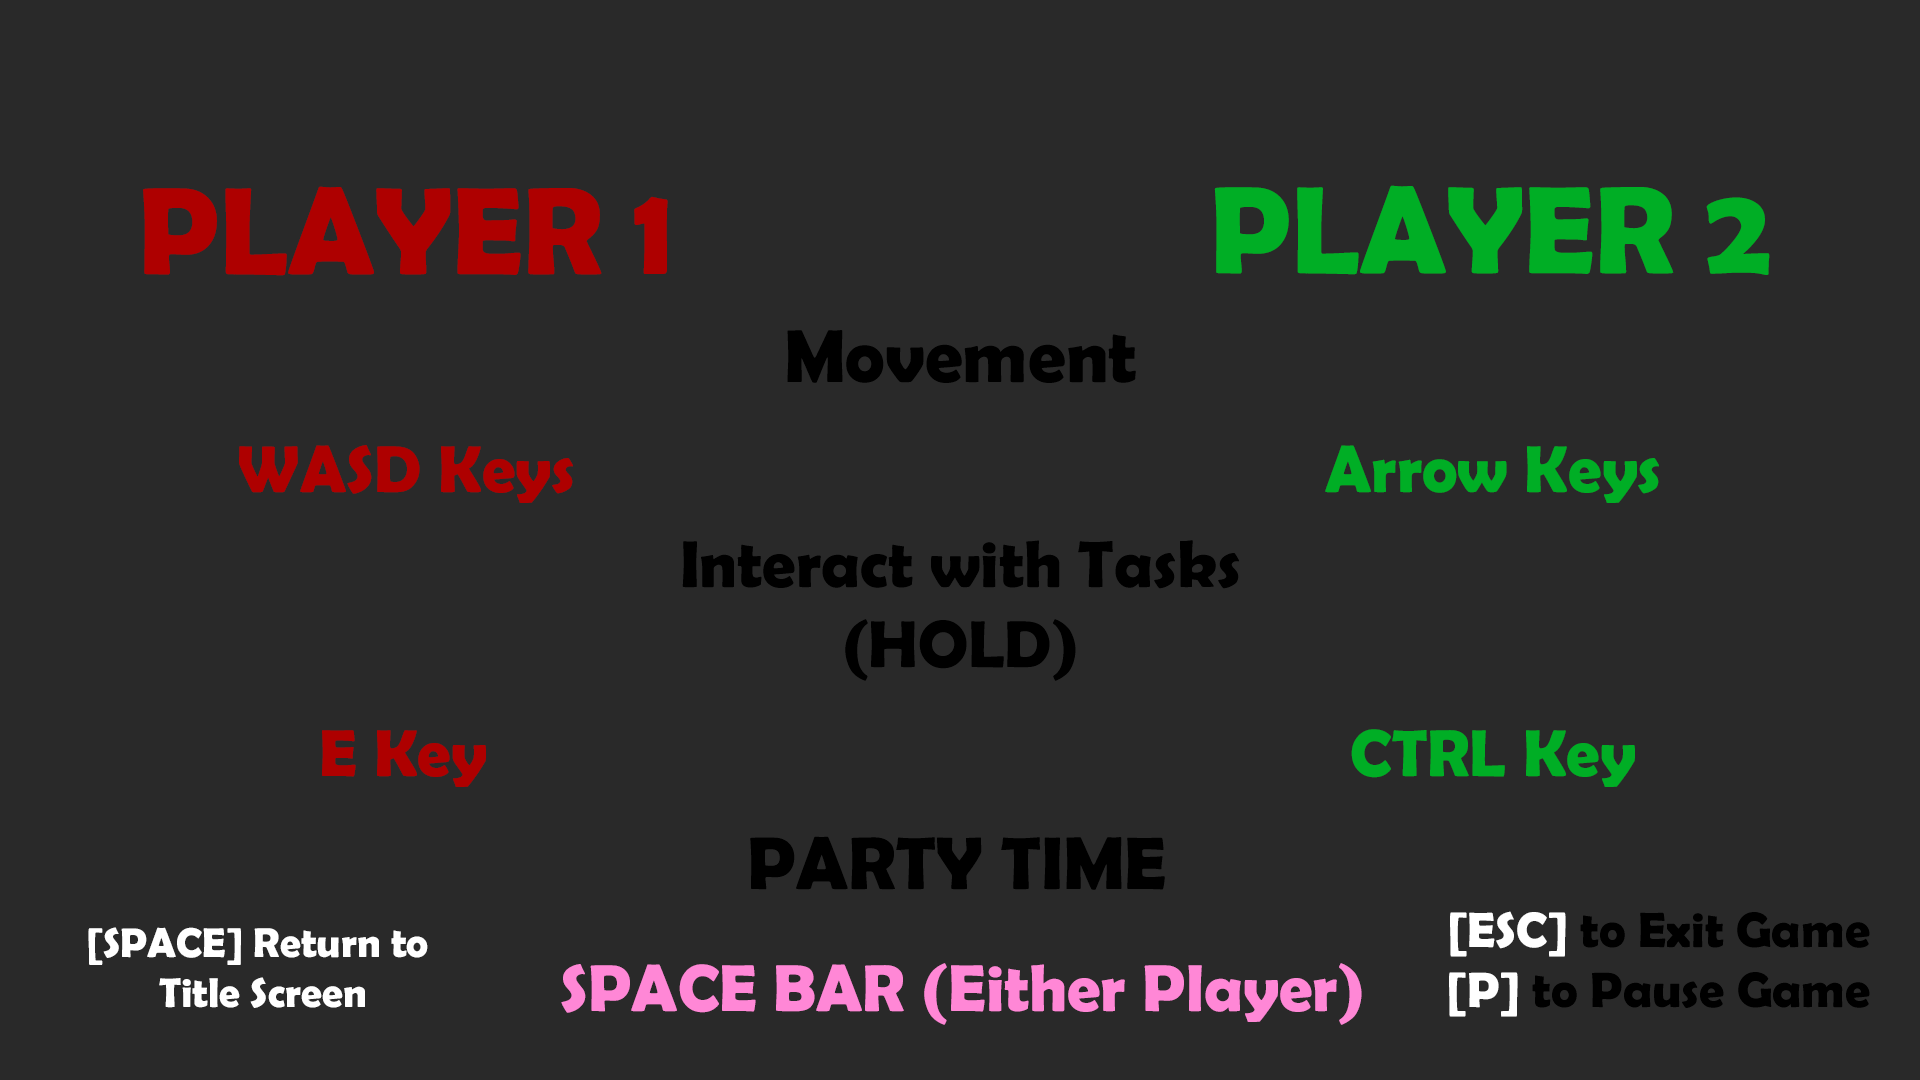 PLAYER 1
PLAYER 2
Movement
WASD Keys
Arrow Keys
Interact with Tasks
(HOLD)
E Key
CTRL Key
PARTY TIME
[SPACE] Return to
Title Screen
SPACE BAR (Either Player)
[ESC] to Exit Game
[P] to Pause Game